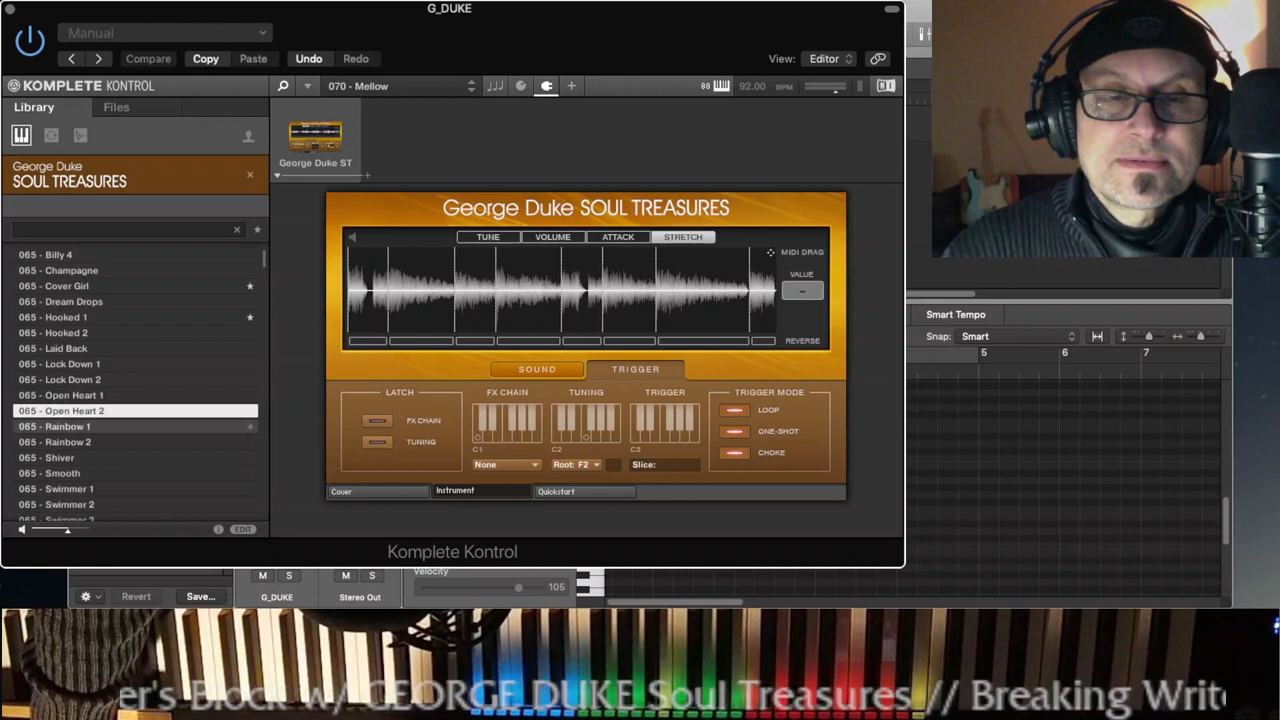 G_DUKE
Manual
Compare
Copy
Paste
Undo
Redo
View:
Editor
KOMPLETE KONTROL
070 - Mellow
88
92.00
BPM
Library
Files
George Duke
SOUL TREASURES
George Duke ST
065 - Billy 4
065 - Champagne
065 - Cover Girl
065 - Dream Drops
065 - Hooked 1
065 - Hooked 2
065 - Laid Back
065 - Lock Down 1
065 - Lock Down 2
065 - Open Heart 1
065 - Open Heart 2
065 - Rainbow 1
065 - Rainbow 2
065 - Shiver
065 - Smooth
065 - Swimmer 1
065 - Swimmer 2
065 - Swimmer 3
EDIT
George Duke SOUL TREASURES
TUNE
VOLUME
ATTACK
STRETCH
MIDI DRAG
VALUE
REVERSE
SOUND
TRIGGER
LATCH
FX CHAIN
TUNING
FX CHAIN
TUNING
TRIGGER
C1
C2
C3
None
Root: F2
Slice:
TRIGGER MODE
LOOP
ONE-SHOT
CHOKE
Cover
Instrument
Quickstart
Komplete Kontrol
Smart Tempo
Snap:
Smart
5
6
7
M
S
M
S
Velocity
105
Revert
Save...
G_DUKE
Stereo Out
er's Block w/ GEORGE DUKE Soul Treasures // Breaking Write